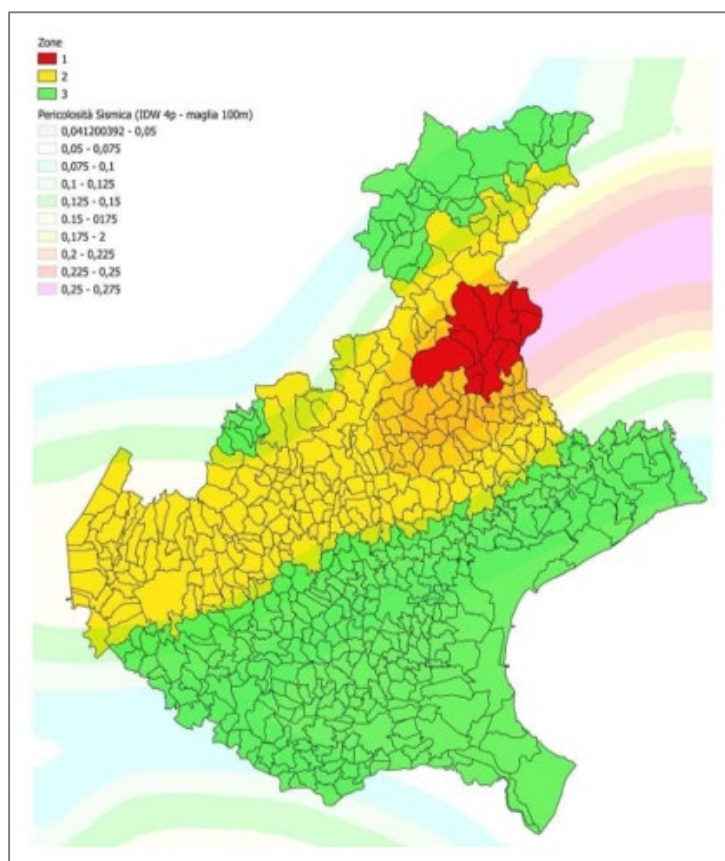 Zone
1
2
3
Pericolosità Sismica (IDW 4p - maglia 100m)
0,041200392 - 0,05
0,05 - 0,075
0,075 - 0,1
0,1 - 0,125
0,125 - 0,15
0.15 - 0175
0,175 - 2
0,2 - 0,225
0,225 - 0,25
0,25 - 0,275